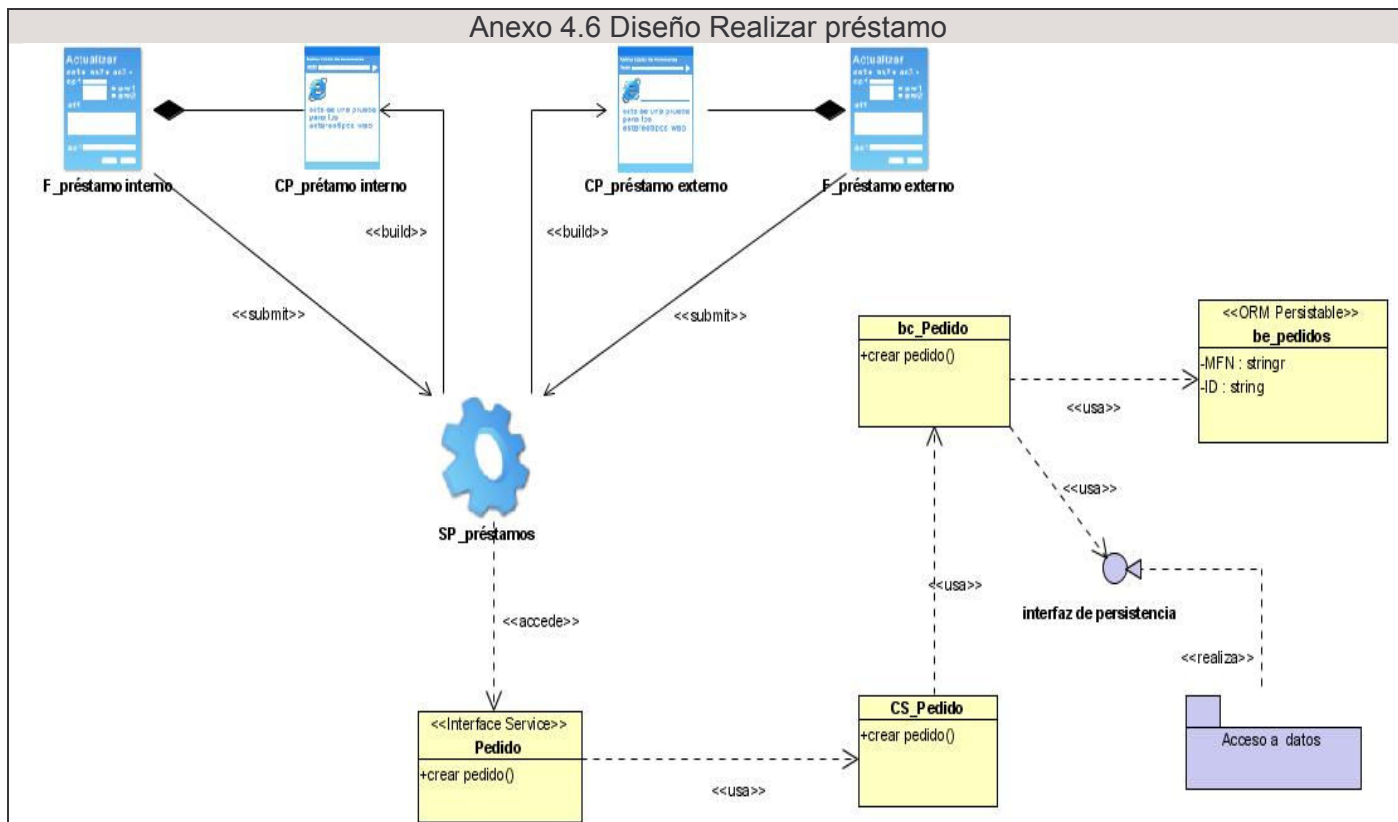 Anexo 4.6 Diseño Realizar préstamo
Actualizar
F_préstamo interno
CP_prétamo interno
CP_préstamo externo
Actualizar
F_préstamo externo
<<build>>
<<build>>
<<submit>>
<<submit>>
SP_préstamos
<<accede>>
<<Interface Service>>
Pedido
+crear pedido()
<<usa>>
CS_Pedido
+crear pedido()
<<usa>>
bc_Pedido
+crear pedido()
<<usa>>
<<ORM Persistable>>
be_pedidos
-MFN : stringr
-ID : string
<<usa>>
interfaz de persistencia
<<realiza>>
Acceso a datos